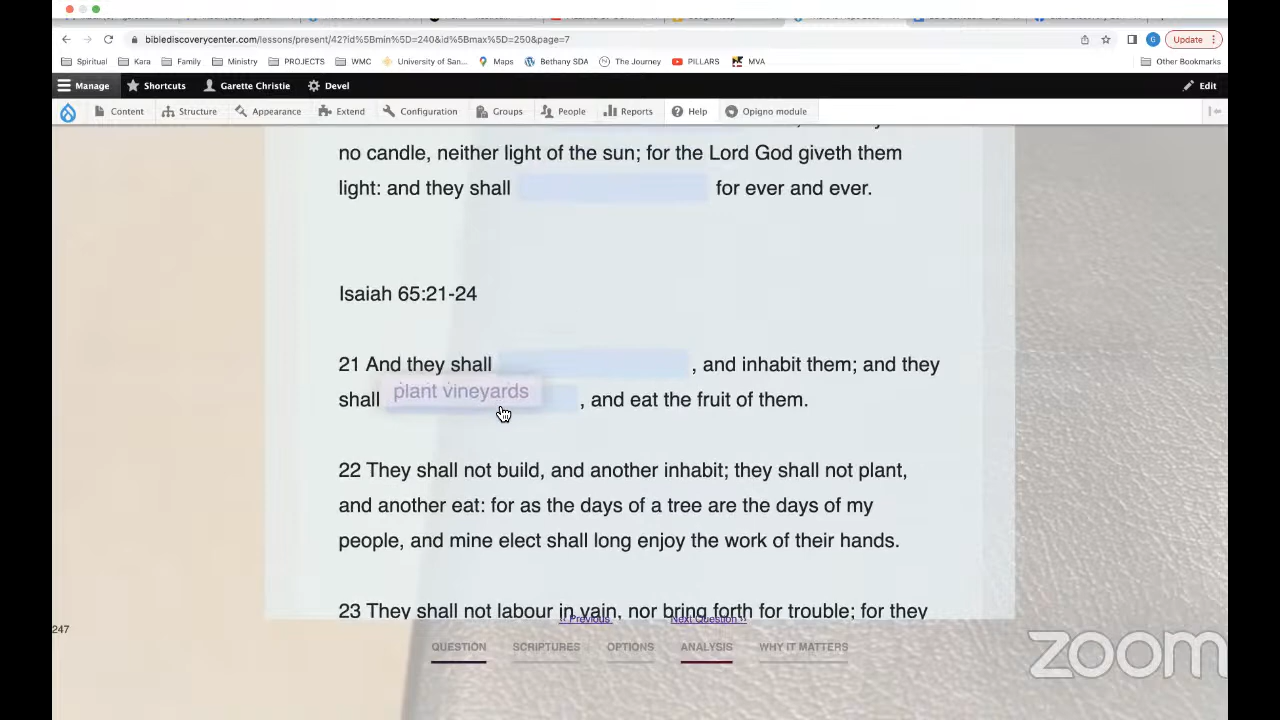 biblediscoverycenter.com/lessons/present/42?id%5Bmin%5D=240&id%5Bmax%5D=250&page=7
G Update
Spiritual Kara Family Ministry PROJECTS WMC University of San... Maps Bethany SDA The Journey PILLARS MVA Other Bookmarks
Manage Shortcuts Garette Christie Devel Edit
Content Structure Appearance Extend Configuration Groups People Reports Help Opigno module
no candle, neither light of the sun; for the Lord God giveth them
light: and they shall for ever and ever.
Isaiah 65:21-24
21 And they shall , and inhabit them; and they
shall plant vineyards , and eat the fruit of them.
22 They shall not build, and another inhabit; they shall not plant,
and another eat: for as the days of a tree are the days of my
people, and mine elect shall long enjoy the work of their hands.
23 They shall not labour in vain, nor bring forth for trouble; for they
‹‹ Previous Next Question ››
247
QUESTION SCRIPTURES OPTIONS ANALYSIS WHY IT MATTERS
zoom